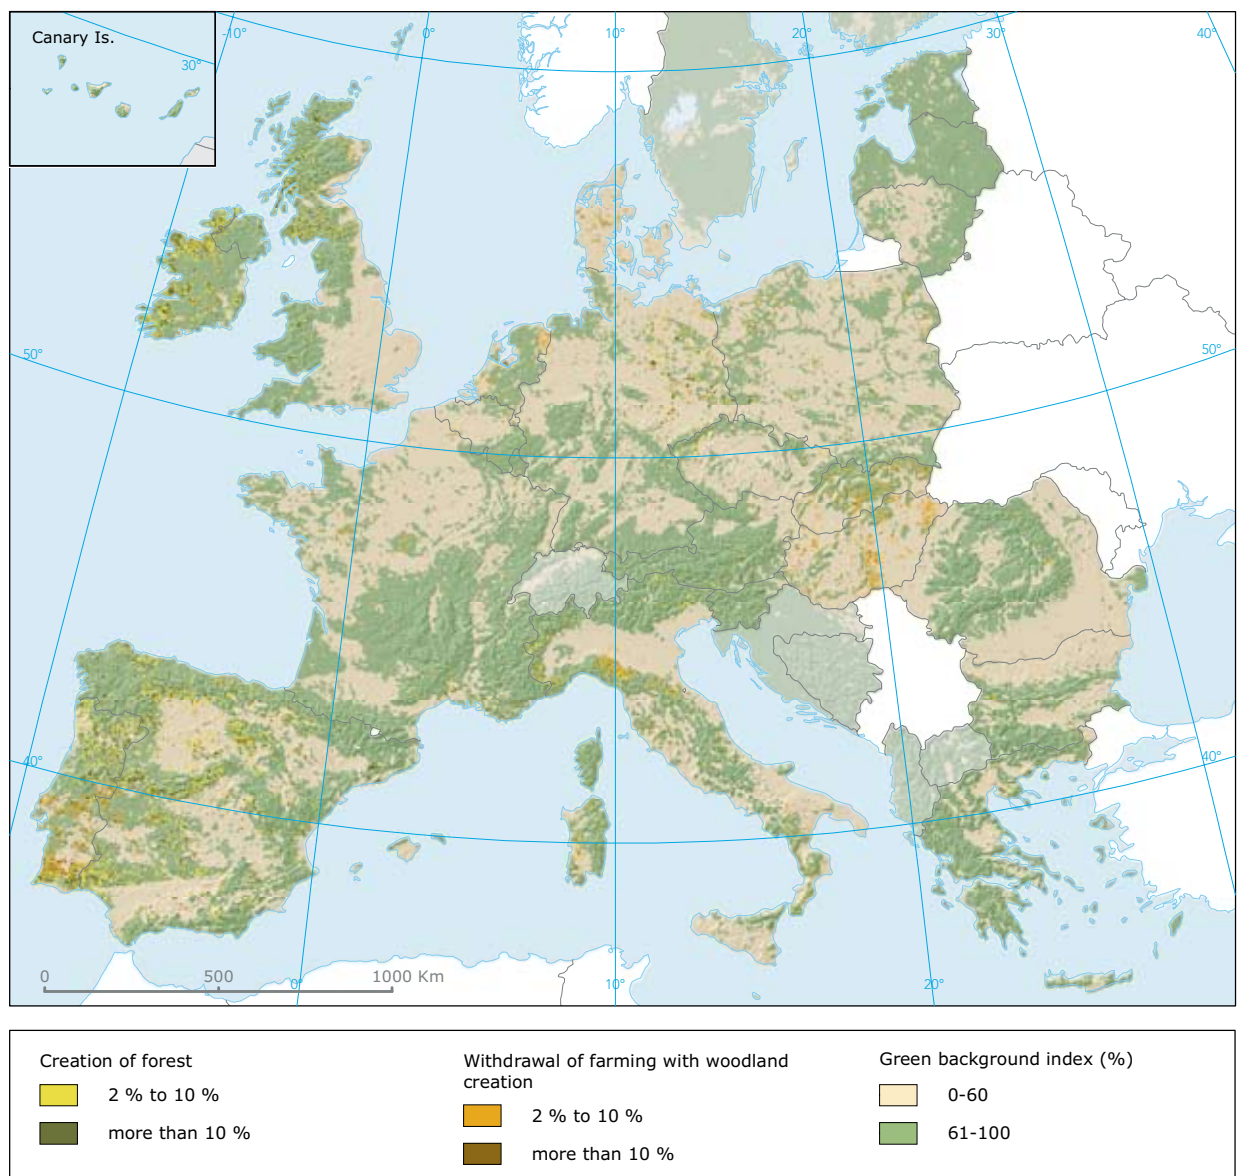 Canary Is.
30°
-10°
0°
10°
20°
30°
40°
50°
50°
40°
40°
0 500 1000 Km
0°
10°
20°
Creation of forest
2 % to 10 %
more than 10 %
Withdrawal of farming with woodland
creation
2 % to 10 %
more than 10 %
Green background index (%)
0-60
61-100